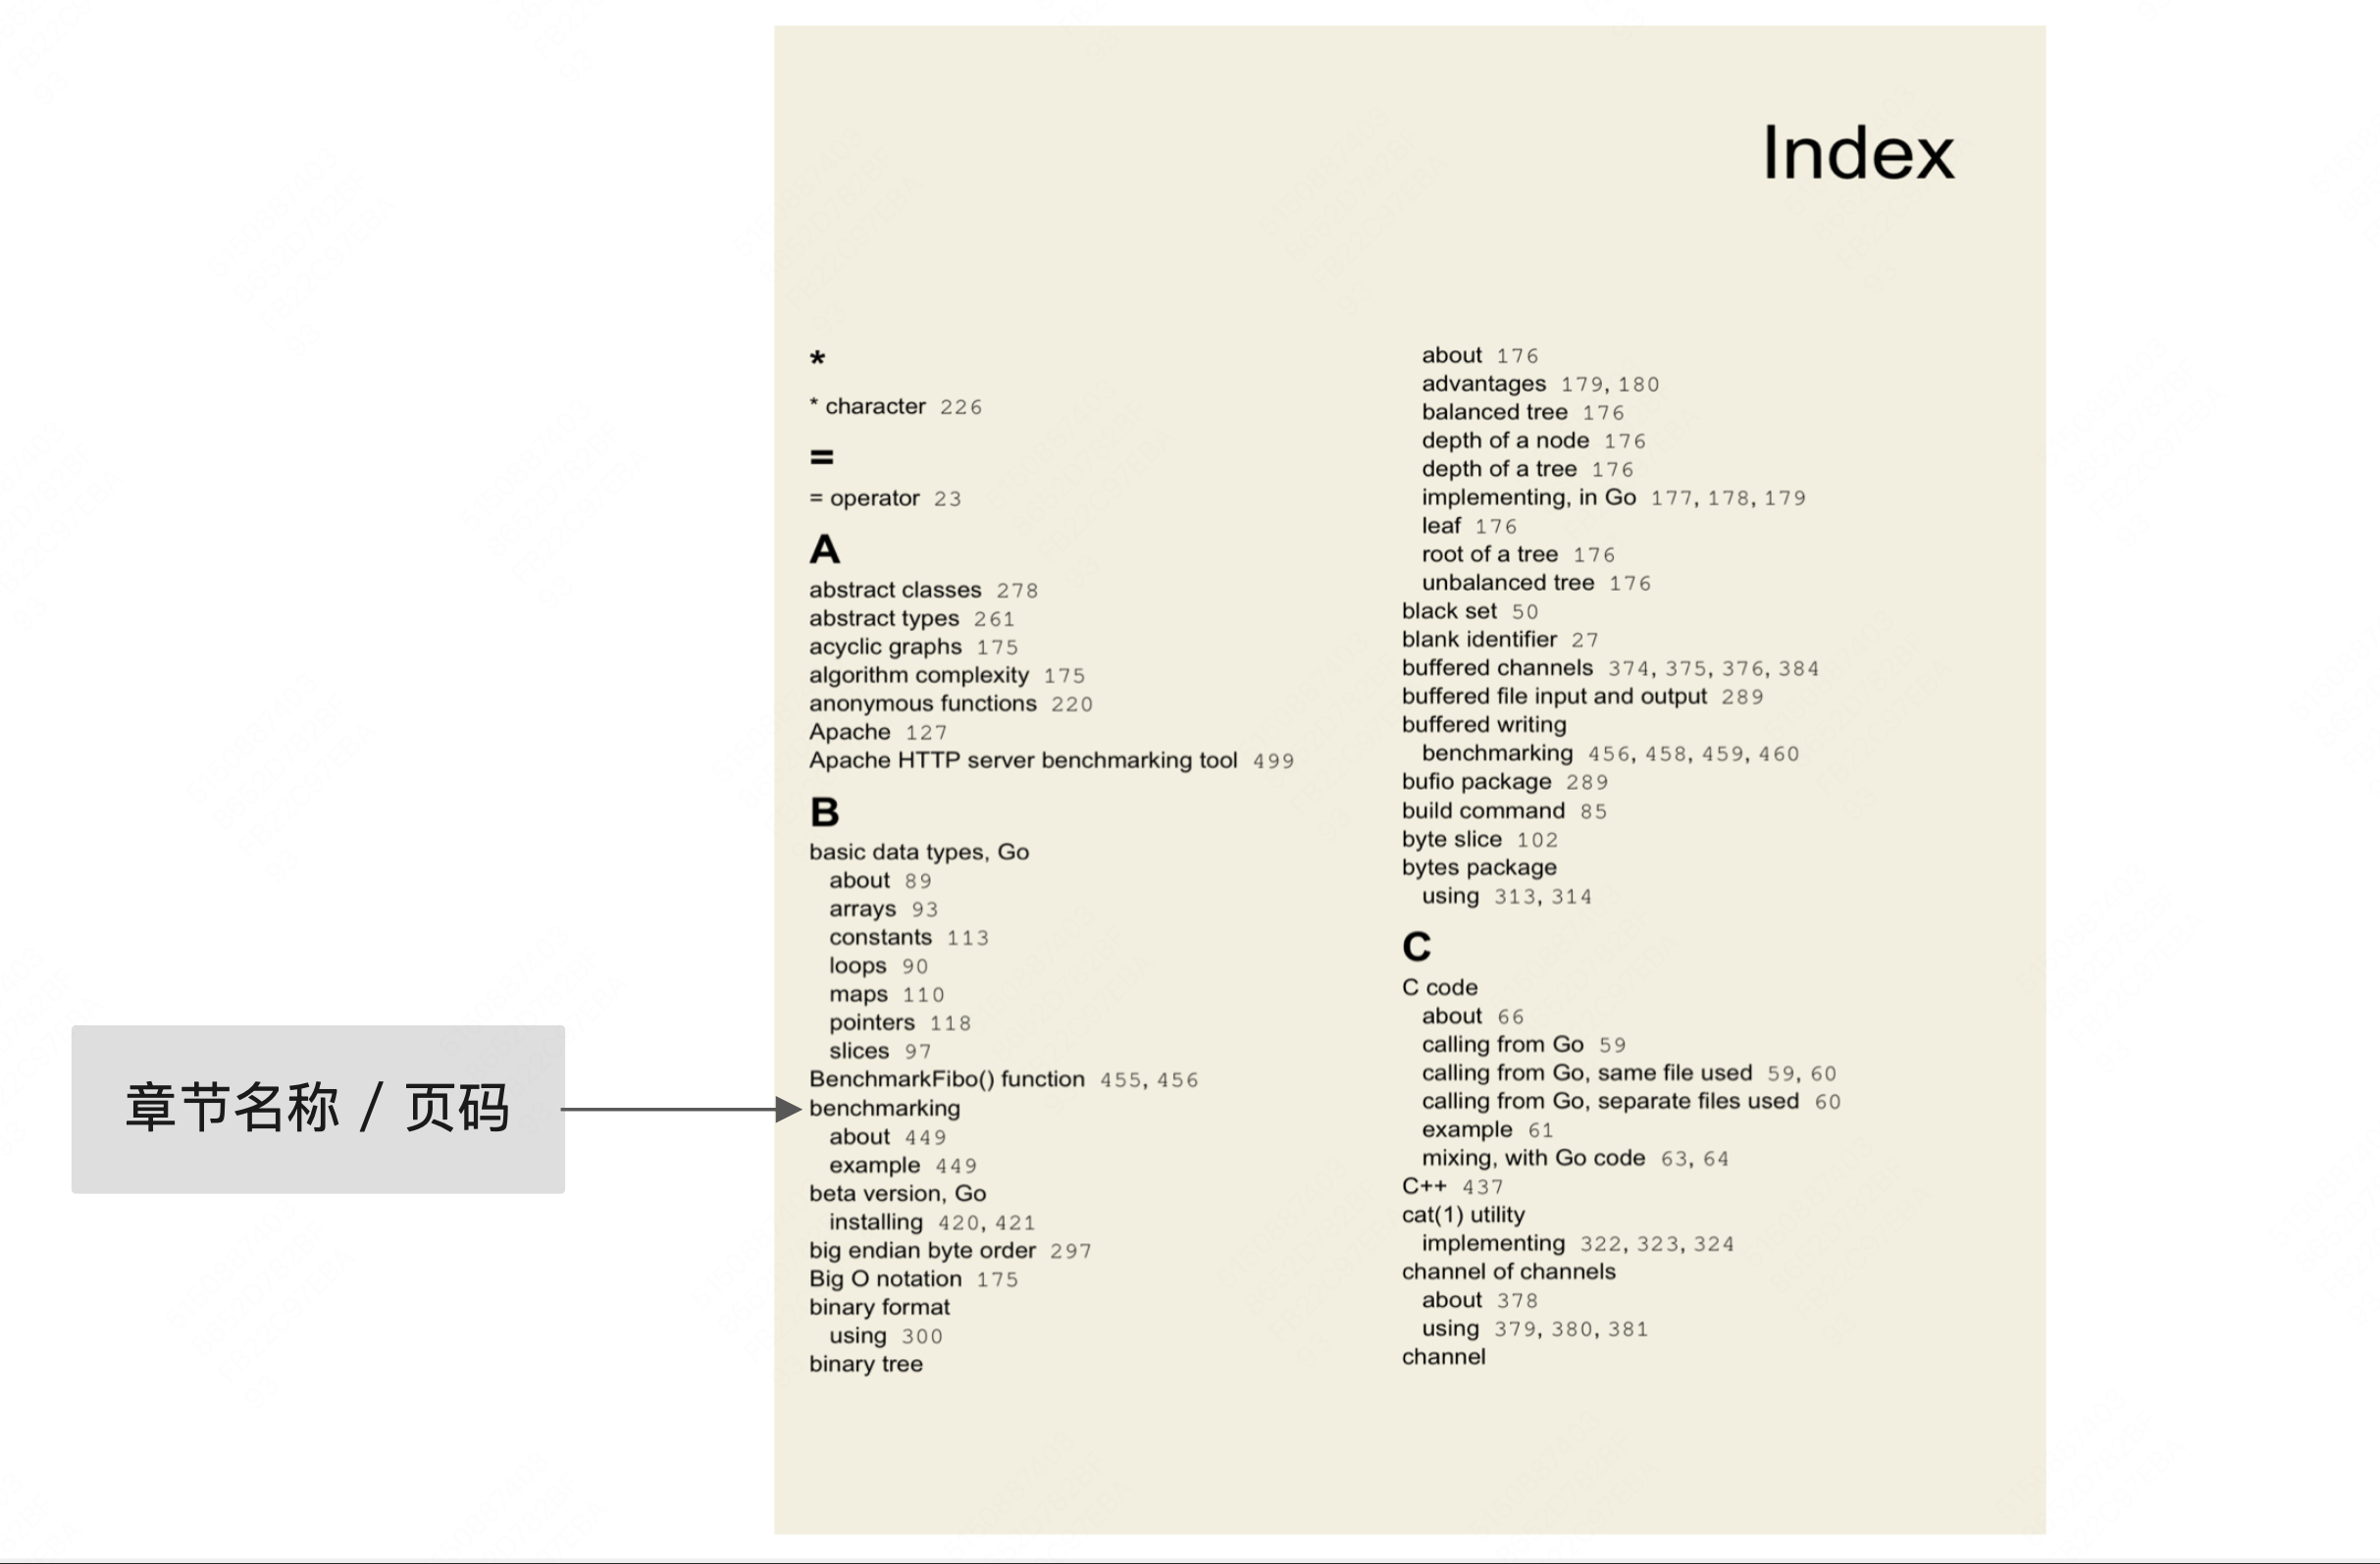 Index
*
* character 226
=
= operator 23
A
abstract classes 278
abstract types 261
acyclic graphs 175
algorithm complexity 175
anonymous functions 220
Apache 127
Apache HTTP server benchmarking tool 499
B
basic data types, Go
about 89
arrays 93
constants 113
loops 90
maps 110
pointers 118
slices 97
BenchmarkFibo() function 455, 456
benchmarking
about 449
example 449
beta version, Go
installing 420, 421
big endian byte order 297
Big O notation 175
binary format
using 300
binary tree
about 176
advantages 179, 180
balanced tree 176
depth of a node 176
depth of a tree 176
implementing, in Go 177, 178, 179
leaf 176
root of a tree 176
unbalanced tree 176
black set 50
blank identifier 27
buffered channels 374, 375, 376, 384
buffered file input and output 289
buffered writing
benchmarking 456, 458, 459, 460
bufio package 289
build command 85
byte slice 102
bytes package
using 313, 314
C
C code
about 66
calling from Go 59
calling from Go, same file used 59, 60
calling from Go, separate files used 60
example 61
mixing, with Go code 63, 64
C++ 437
cat(1) utility
implementing 322, 323, 324
channel of channels
about 378
using 379, 380, 381
channel
章节名称 / 页码